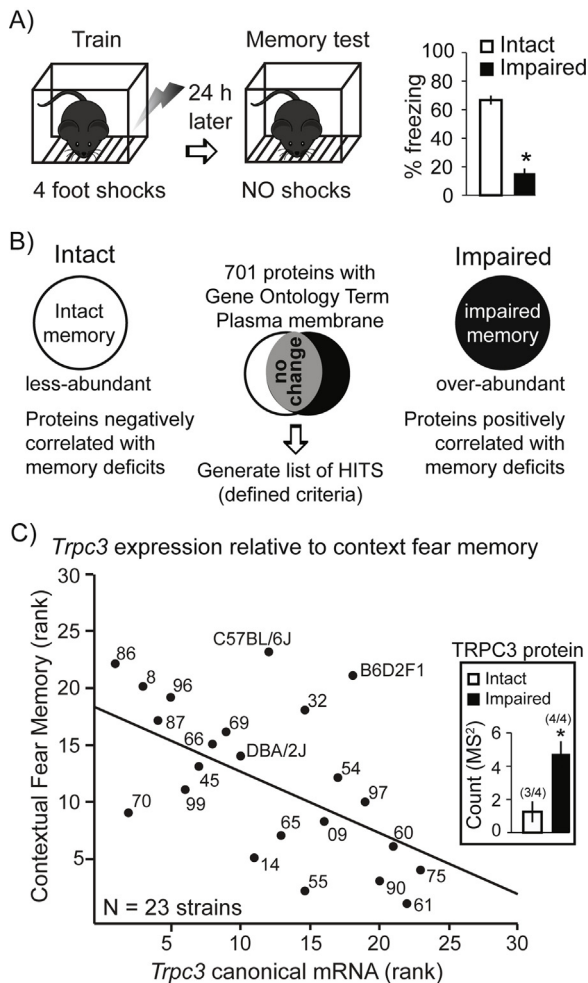 A)
Train
Memory test
24 h
later
4 foot shocks
NO shocks
Intact
Impaired
% freezing
100
80
60
40
20
0
*
B)
Intact
Intact
memory
less-abundant
Proteins negatively
correlated with
memory deficits
701 proteins with
Gene Ontology Term
Plasma membrane
no
change
Generate list of HITS
(defined criteria)
Impaired
impaired
memory
over-abundant
Proteins positively
correlated with
memory deficits
C)
Trpc3 expression relative to context fear memory
Contextual Fear Memory (rank)
30
25
20
15
10
5
86
8
96
87
66
69
45
99
70
C57BL/6J
B6D2F1
32
DBA/2J
54
97
65
09
60
14
55
90
75
61
N = 23 strains
5
10
15
20
25
30
Trpc3 canonical mRNA (rank)
TRPC3 protein
Intact
Impaired
(4/4)
*
(3/4)
Count (MS²)
6
4
2
0